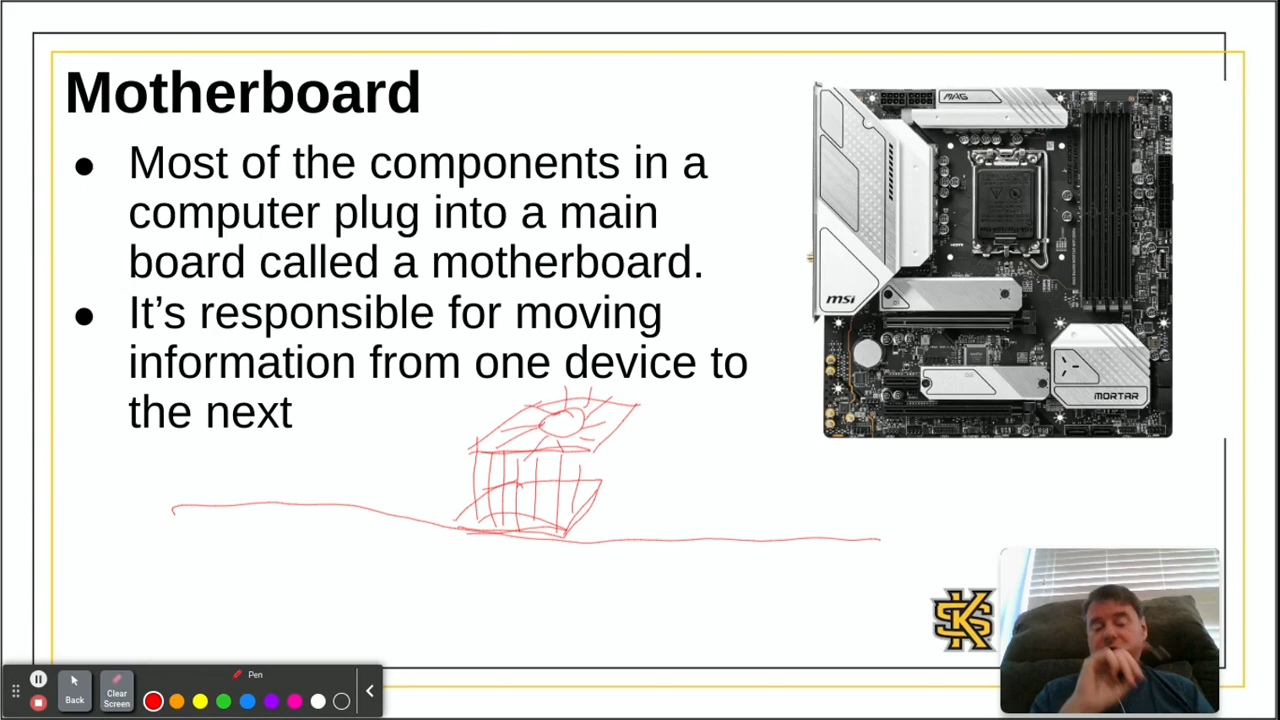 Motherboard
● Most of the components in a
computer plug into a main
board called a motherboard.
● It's responsible for moving
information from one device to
the next
MAG
msi
MORTAR
KS
Pen
Back
Clear
Screen